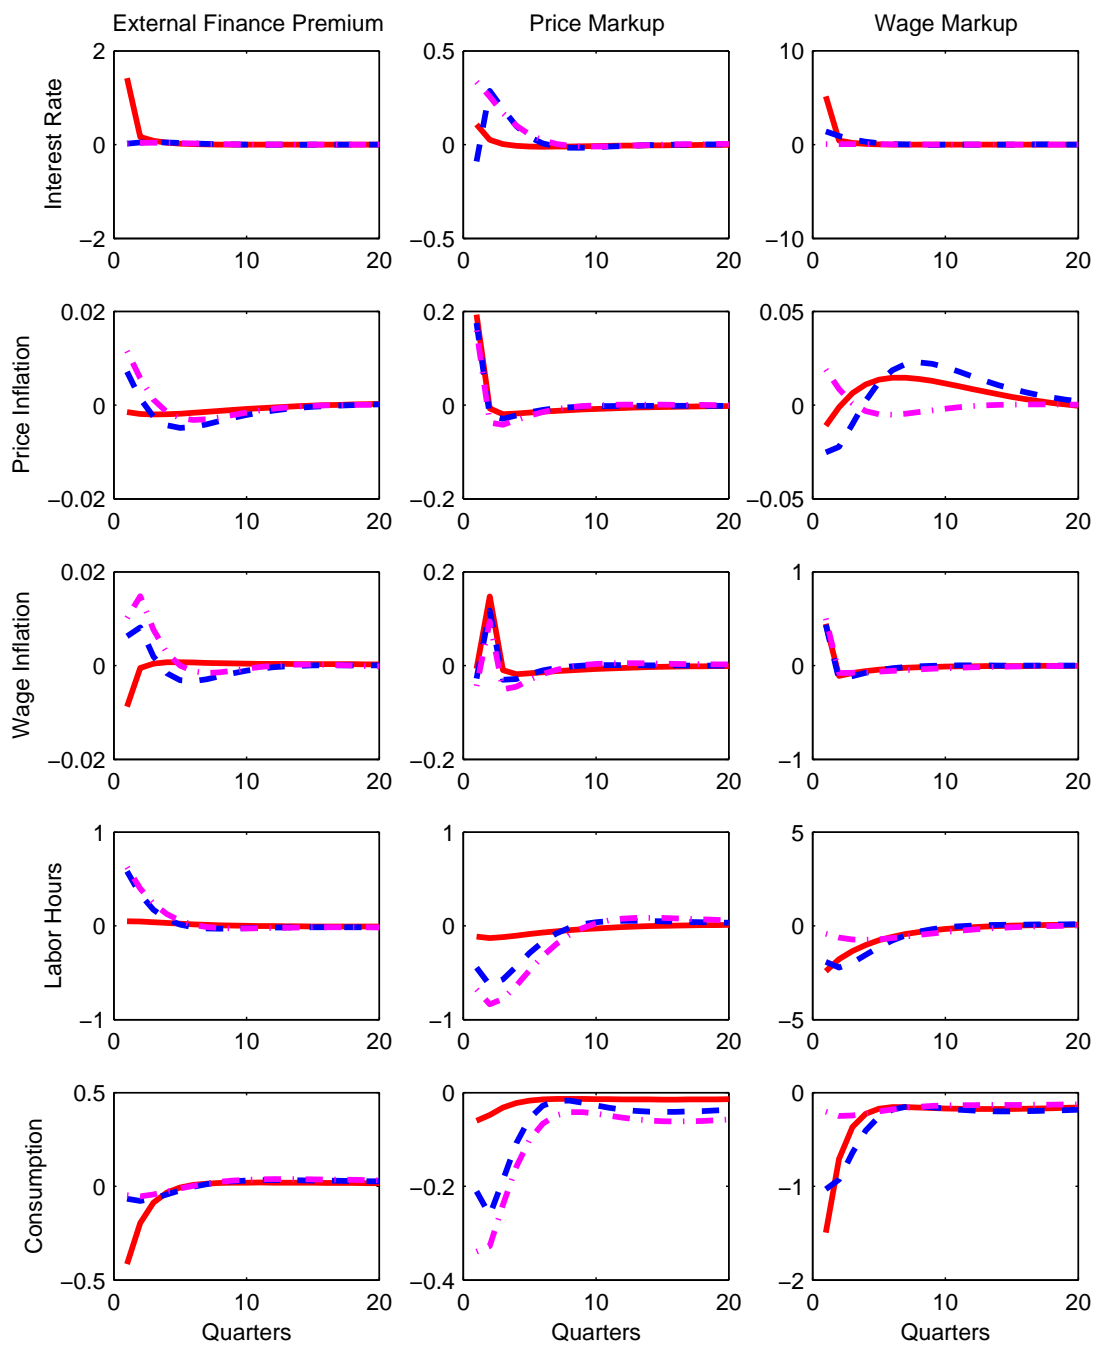 External Finance Premium Price Markup Wage Markup
Interest Rate
2 0.5 10
0 0 0
−2 −0.5 −10
0 10 20 0 10 20 0 10 20
Price Inflation
0.02 0.2 0.05
0 0 0
−0.02 −0.2 −0.05
0 10 20 0 10 20 0 10 20
Wage Inflation
0.02 0.2 1
0 0 0
−0.02 −0.2 −1
0 10 20 0 10 20 0 10 20
Labor Hours
1 1 5
0 0 0
−1 −1 −5
0 10 20 0 10 20 0 10 20
Consumption
0.5 0 0
0 −0.2 −1
−0.5 −0.4 −2
0 10 20 0 10 20 0 10 20
Quarters Quarters Quarters